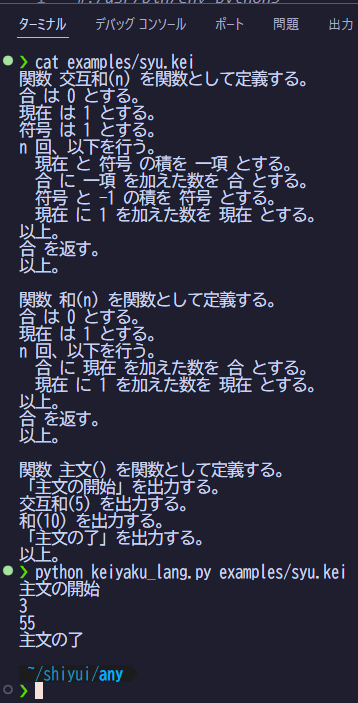 1 #!/usr/bin/env python3
ターミナル デバッグ コンソール ポート 問題 出力
❯ cat examples/syu.kei
関数 交互和(n) を関数として定義する。
合 は 0 とする。
現在 は 1 とする。
符号 は 1 とする。
n 回、以下を行う。
  現在 と 符号 の積を 一項 とする。
  合 に 一項 を加えた数を 合 とする。
  符号 と -1 の積を 符号 とする。
  現在 に 1 を加えた数を 現在 とする。
以上。
合 を返す。
以上。

関数 和(n) を関数として定義する。
合 は 0 とする。
現在 は 1 とする。
n 回、以下を行う。
  合 に 現在 を加えた数を 合 とする。
  現在 に 1 を加えた数を 現在 とする。
以上。
合 を返す。
以上。

関数 主文() を関数として定義する。
「主文の開始」を出力する。
交互和(5) を出力する。
和(10) を出力する。
「主文の了」を出力する。
以上。
❯ python keiyaku_lang.py examples/syu.kei
主文の開始
3
55
主文の了

~/shiyui/any
❯